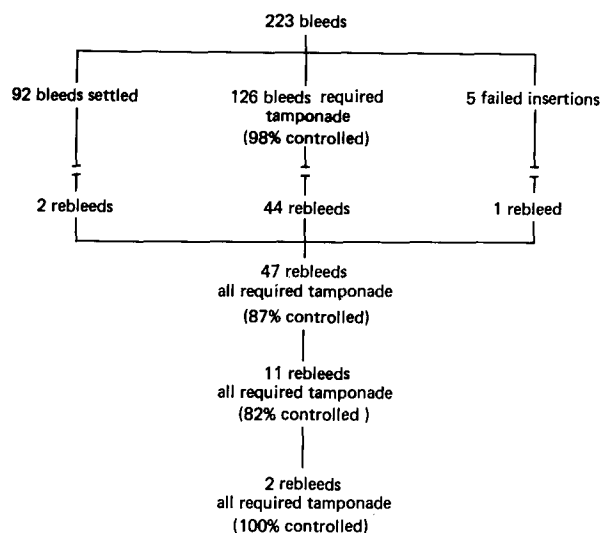 223 bleeds
92 bleeds settled
126 bleeds required
tamponade
(98% controlled)
5 failed insertions
2 rebleeds
44 rebleeds
1 rebleed
47 rebleeds
all required tamponade
(87% controlled)
11 rebleeds
all required tamponade
(82% controlled )
2 rebleeds
all required tamponade
(100% controlled)